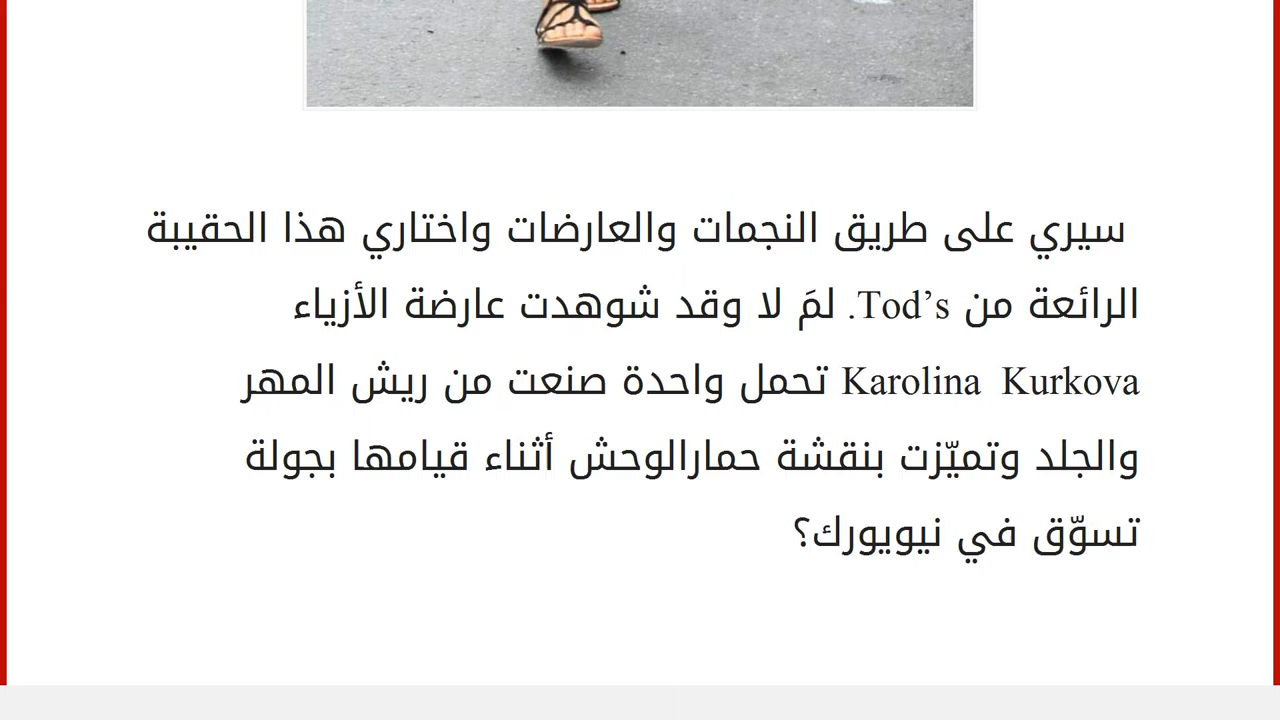 سيري على طريق النجمات والعارضات واختاري هذا الحقيبة
الرائعة من Tod’s. لمَ لا وقد شوهدت عارضة الأزياء
Karolina Kurkova تحمل واحدة صنعت من ريش المهر
والجلد وتميّزت بنقشة حمارالوحش أثناء قيامها بجولة
تسوّق في نيويورك؟